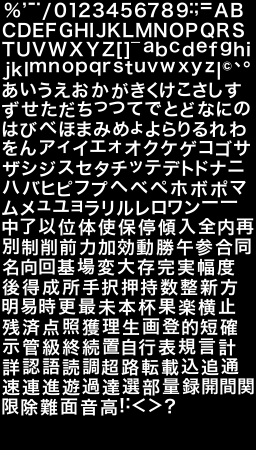 %'"・/0123456789:;=AB
CDEFGHIJKLMNOPQRS
TUVWXYZ[]¯abcdefghi
jklmnopqrstuvwxyz|©`°
あいうえおかがきくけこさしす
ずせただちっつてでとどなにの
はびべほまみめょよらりるれわ
をんアィイエォオクケゲコゴサ
ザシジスセタチッテデトドナニ
ハバヒピフプヘベペホボポマ
ムメュユョラリルレロワンー一
中了以位体使保停傾入全内再
別制削前力加効動勝午参合同
名向回基場変大存完実幅度
後得成所手択押持数整新方
明易時更最未本杯果楽横止
残済点照獲理生画登的短確
示管級終続置自行表規言計
詳認語読調超路転載込追通
速連進遊過達選部量録開間関
限除難面音高!:<>?